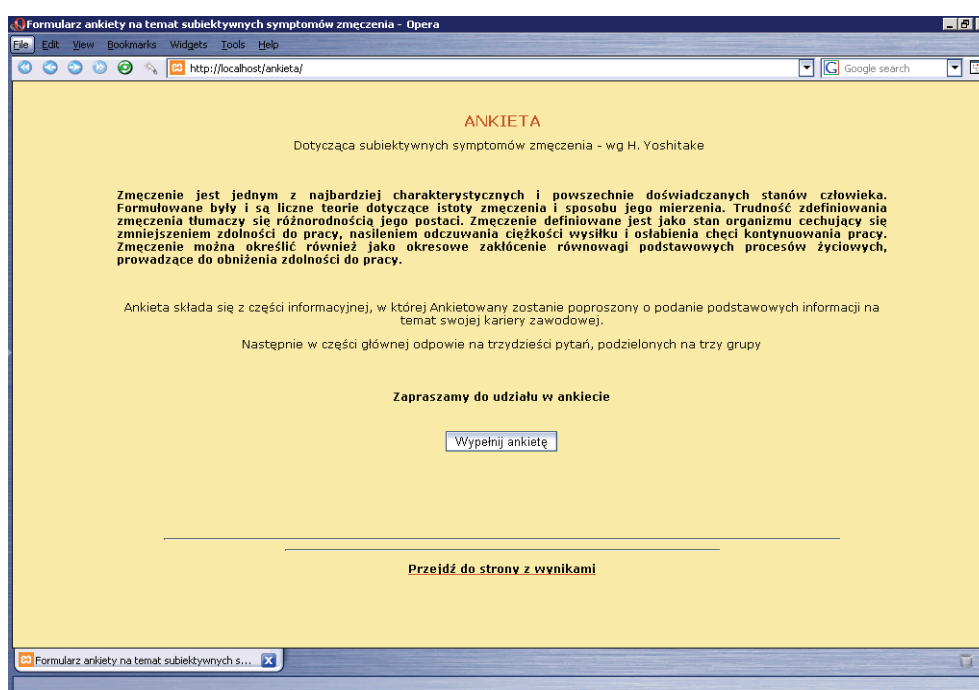 Formularz ankiety na temat subiektywnych symptomów zmęczenia - Opera
File Edit View Bookmarks Widgets Tools Help
http://localhost/ankieta/ Google search
ANKIETA
Dotycząca subiektywnych symptomów zmęczenia - wg H. Yoshitake
Zmęczenie jest jednym z najbardziej charakterystycznych i powszechnie doświadczanych stanów człowieka.
Formułowane były i są liczne teorie dotyczące istoty zmęczenia i sposobu jego mierzenia. Trudność zdefiniowania
zmęczenia tłumaczy się różnorodnością jego postaci. Zmęczenie definiowane jest jako stan organizmu cechujący się
zmniejszeniem zdolności do pracy, nasileniem odczuwania ciężkości wysiłku i osłabienia chęci kontynuowania pracy.
Zmęczenie można określić również jako okresowe zakłócenie równowagi podstawowych procesów życiowych,
prowadzące do obniżenia zdolności do pracy.
Ankieta składa się z części informacyjnej, w której Ankietowany zostanie poproszony o podanie podstawowych informacji na
temat swojej kariery zawodowej.
Następnie w części głównej odpowie na trzydzieści pytań, podzielonych na trzy grupy
Zapraszamy do udziału w ankiecie
Wypełnij ankietę
Przejdź do strony z wynikami
Formularz ankiety na temat subiektywnych s...